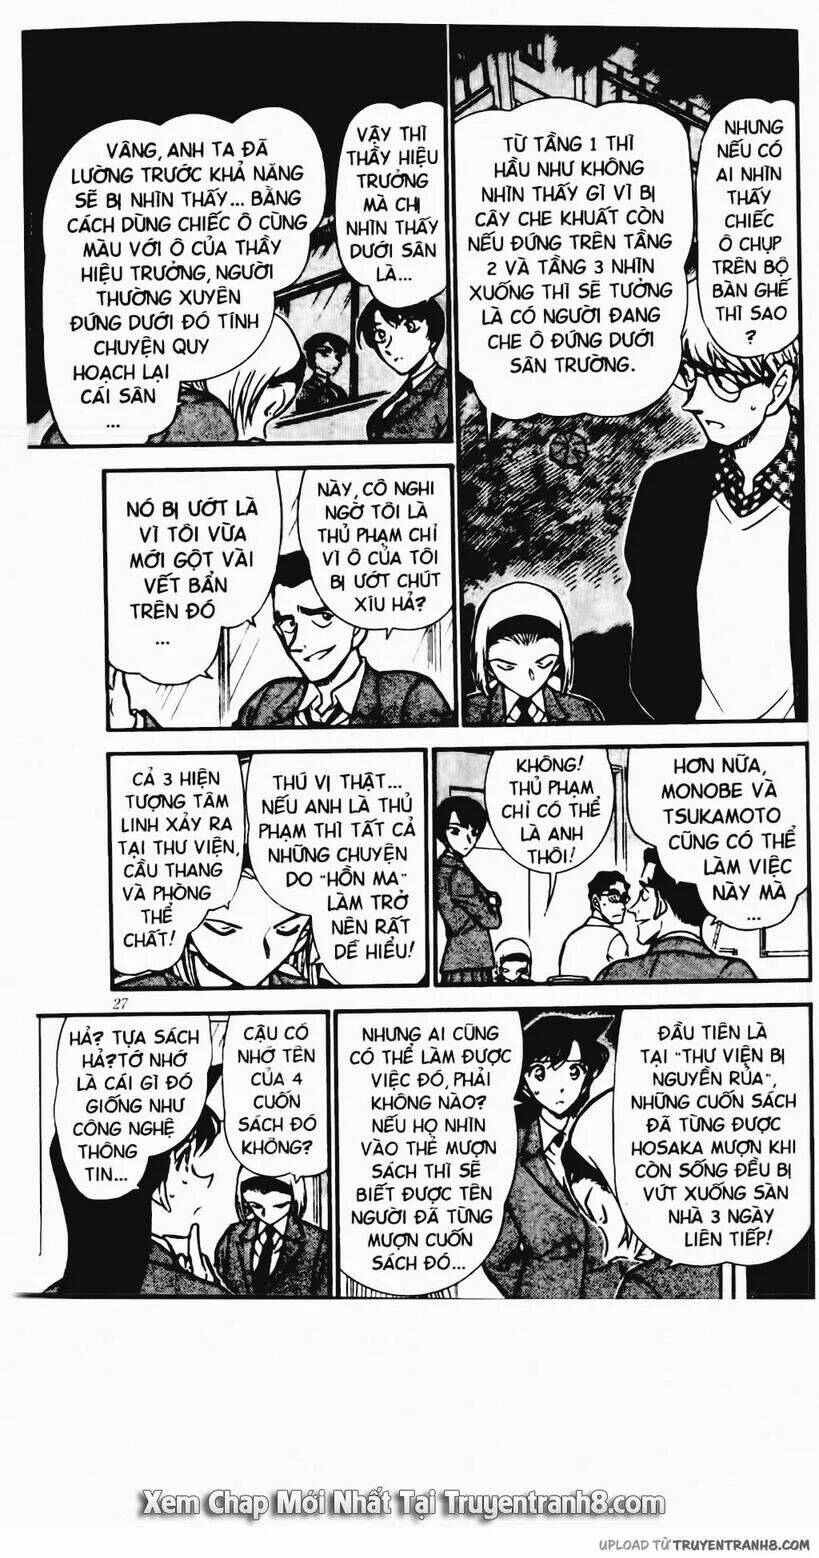 NHƯNG
NẾU CÓ
AI NHÌN
THẤY
CHIẾC
Ô CHỤP
TRÊN BỘ
BÀN GHẾ
THÌ SAO
?
TỪ TẦNG 1 THÌ
HẦU NHƯ KHÔNG
NHÌN THẤY GÌ VÌ BỊ
CÂY CHE KHUẤT CÒN
NẾU ĐỨNG TRÊN TẦNG
2 VÀ TẦNG 3 NHÌN
XUỐNG THÌ SẼ TƯỞNG
LÀ CÓ NGƯỜI ĐANG
CHE Ô ĐỨNG DƯỚI
SÂN TRƯỜNG.
VẬY THÌ
THẦY HIỆU
TRƯỞNG
MÀ CHỊ
NHÌN THẤY
DƯỚI SÂN
LÀ...
VÂNG, ANH TA ĐÃ
LƯỜNG TRƯỚC KHẢ NĂNG
SẼ BỊ NHÌN THẤY... BẰNG
CÁCH DÙNG CHIẾC Ô CÙNG
MÀU VỚI Ô CỦA THẦY
HIỆU TRƯỞNG, NGƯỜI
THƯỜNG XUYÊN
ĐỨNG DƯỚI ĐÓ TÍNH
CHUYỆN QUY
HOẠCH LẠI
CÁI SÂN
...
NÀY, CÔ NGHI
NGỜ TÔI LÀ
THỦ PHẠM CHỈ
VÌ Ô CỦA TÔI
BỊ ƯỚT CHÚT
XÍU HẢ?
NÓ BỊ ƯỚT LÀ
VÌ TÔI VỪA
MỚI GỘT VÀI
VẾT BẨN
TRÊN ĐÓ
...
HƠN NỮA,
MONOBE VÀ
TSUKAMOTO
CŨNG CÓ THỂ
LÀM VIỆC
NÀY MÀ
...
KHÔNG!
THỦ PHẠM
CHỈ CÓ THỂ
LÀ ANH
THÔI!
THÚ VỊ THẬT...
NẾU ANH LÀ THỦ
PHẠM THÌ TẤT CẢ
NHỮNG CHUYỆN
DO "HỒN MA"
LÀM TRỞ
NÊN RẤT
DỄ HIỂU!
CẢ 3 HIỆN
TƯỢNG TÂM
LINH XẢY RA
TẠI THƯ VIỆN,
CẦU THANG
VÀ PHÒNG
THỂ
CHẤT!
27
ĐẦU TIÊN LÀ
TẠI "THƯ VIỆN BỊ
NGUYỀN RỦA",
NHỮNG CUỐN SÁCH
ĐÃ TỪNG ĐƯỢC
HOSAKA MƯỢN KHI
CÒN SỐNG ĐỀU BỊ
VỨT XUỐNG SÀN
NHÀ 3 NGÀY
LIÊN TIẾP!
NHƯNG AI CŨNG
CÓ THỂ LÀM ĐƯỢC
VIỆC ĐÓ, PHẢI
KHÔNG NÀO?
NẾU HỌ NHÌN
VÀO THẺ MƯỢN
SÁCH THÌ SẼ
BIẾT ĐƯỢC TÊN
NGƯỜI ĐÃ TỪNG
MƯỢN CUỐN
SÁCH ĐÓ...
CẬU CÓ
NHỚ TÊN
CỦA 4
CUỐN
SÁCH ĐÓ
KHÔNG?
HẢ? TỰA SÁCH
HẢ?TỚ NHỚ
LÀ CÁI GÌ ĐÓ
GIỐNG NHƯ
CÔNG NGHỆ
THÔNG
TIN...
Xem Chap Mới Nhất Tại Truyentranh8.com
UPLOAD TỪ TRUYENTRANH8.COM